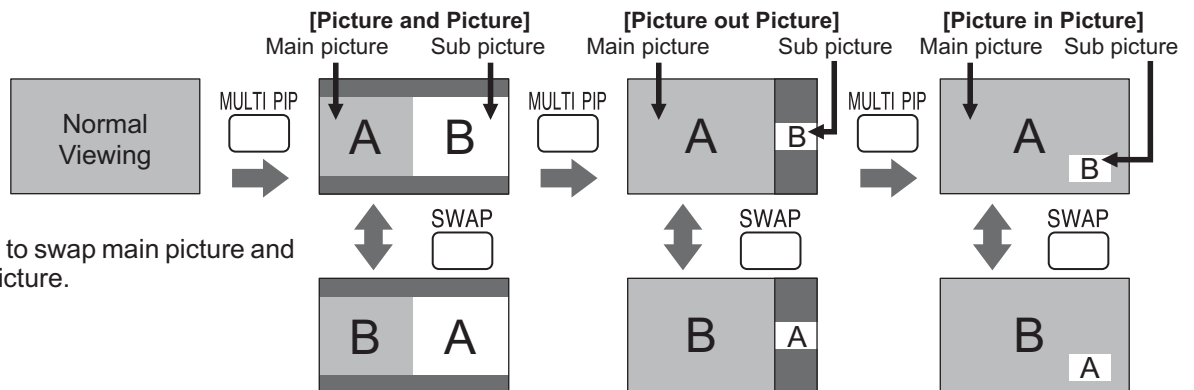 [Picture and Picture] [Picture out Picture] [Picture in Picture]
Main picture Sub picture Main picture Sub picture Main picture Sub picture
Normal
Viewing
MULTI PIP
A B
MULTI PIP
A B
MULTI PIP
A B
to swap main picture and
icture.
SWAP
SWAP
SWAP
B A
B A
B A